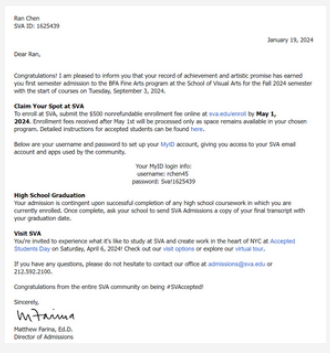 Ran Chen
SVA ID: 1625439
January 19, 2024
Dear Ran,
Congratulations! I am pleased to inform you that your record of achievement and artistic promise has earned
you first semester admission to the BFA Fine Arts program at the School of Visual Arts for the Fall 2024 semester
with the start of courses on Tuesday, September 3, 2024.
Claim Your Spot at SVA
To enroll at SVA, submit the $500 nonrefundable enrollment fee online at sva.edu/enroll by May 1,
2024. Enrollment fees received after May 1st will be processed only as space remains available in your chosen
program. Detailed instructions for accepted students can be found here.
Below are your username and password to set up your MyID account, giving you access to your SVA email
account and apps used by the community.
Your MyID login info:
username: rchen45
password: Sva!1625439
High School Graduation
Your admission is contingent upon successful completion of any high school coursework in which you are
currently enrolled. Once complete, ask your school to send SVA Admissions a copy of your final transcript with
your graduation date.
Visit SVA
You're invited to experience what it's like to study at SVA and create work in the heart of NYC at Accepted
Students Day on Saturday, April 6, 2024! Check out our visit options or explore our virtual tour.
If you have any questions, please do not hesitate to contact our office at admissions@sva.edu or
212.592.2100.
Congratulations from the entire SVA community on being #SVAccepted!
Sincerely,
M Farina
Matthew Farina, Ed.D.
Director of Admissions